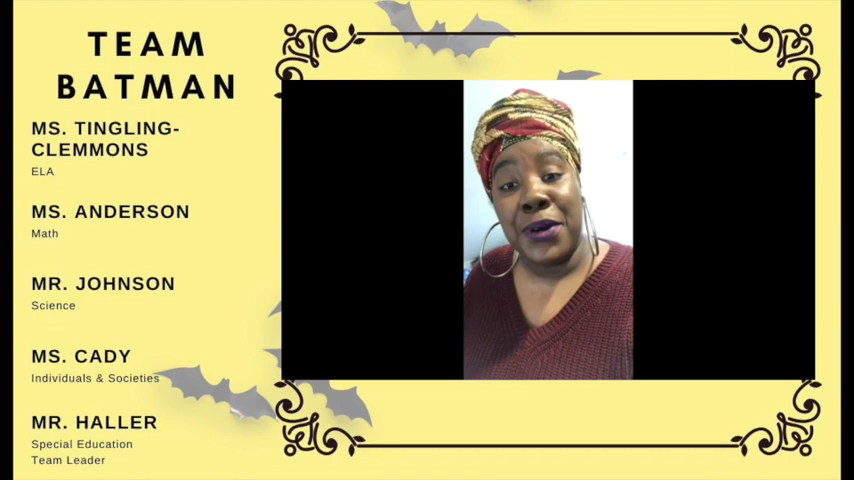 TEAM
BATMAN
MS. TINGLING-
CLEMMONS
ELA
MS. ANDERSON
Math
MR. JOHNSON
Science
MS. CADY
Individuals & Societies
MR. HALLER
Special Education
Team Leader